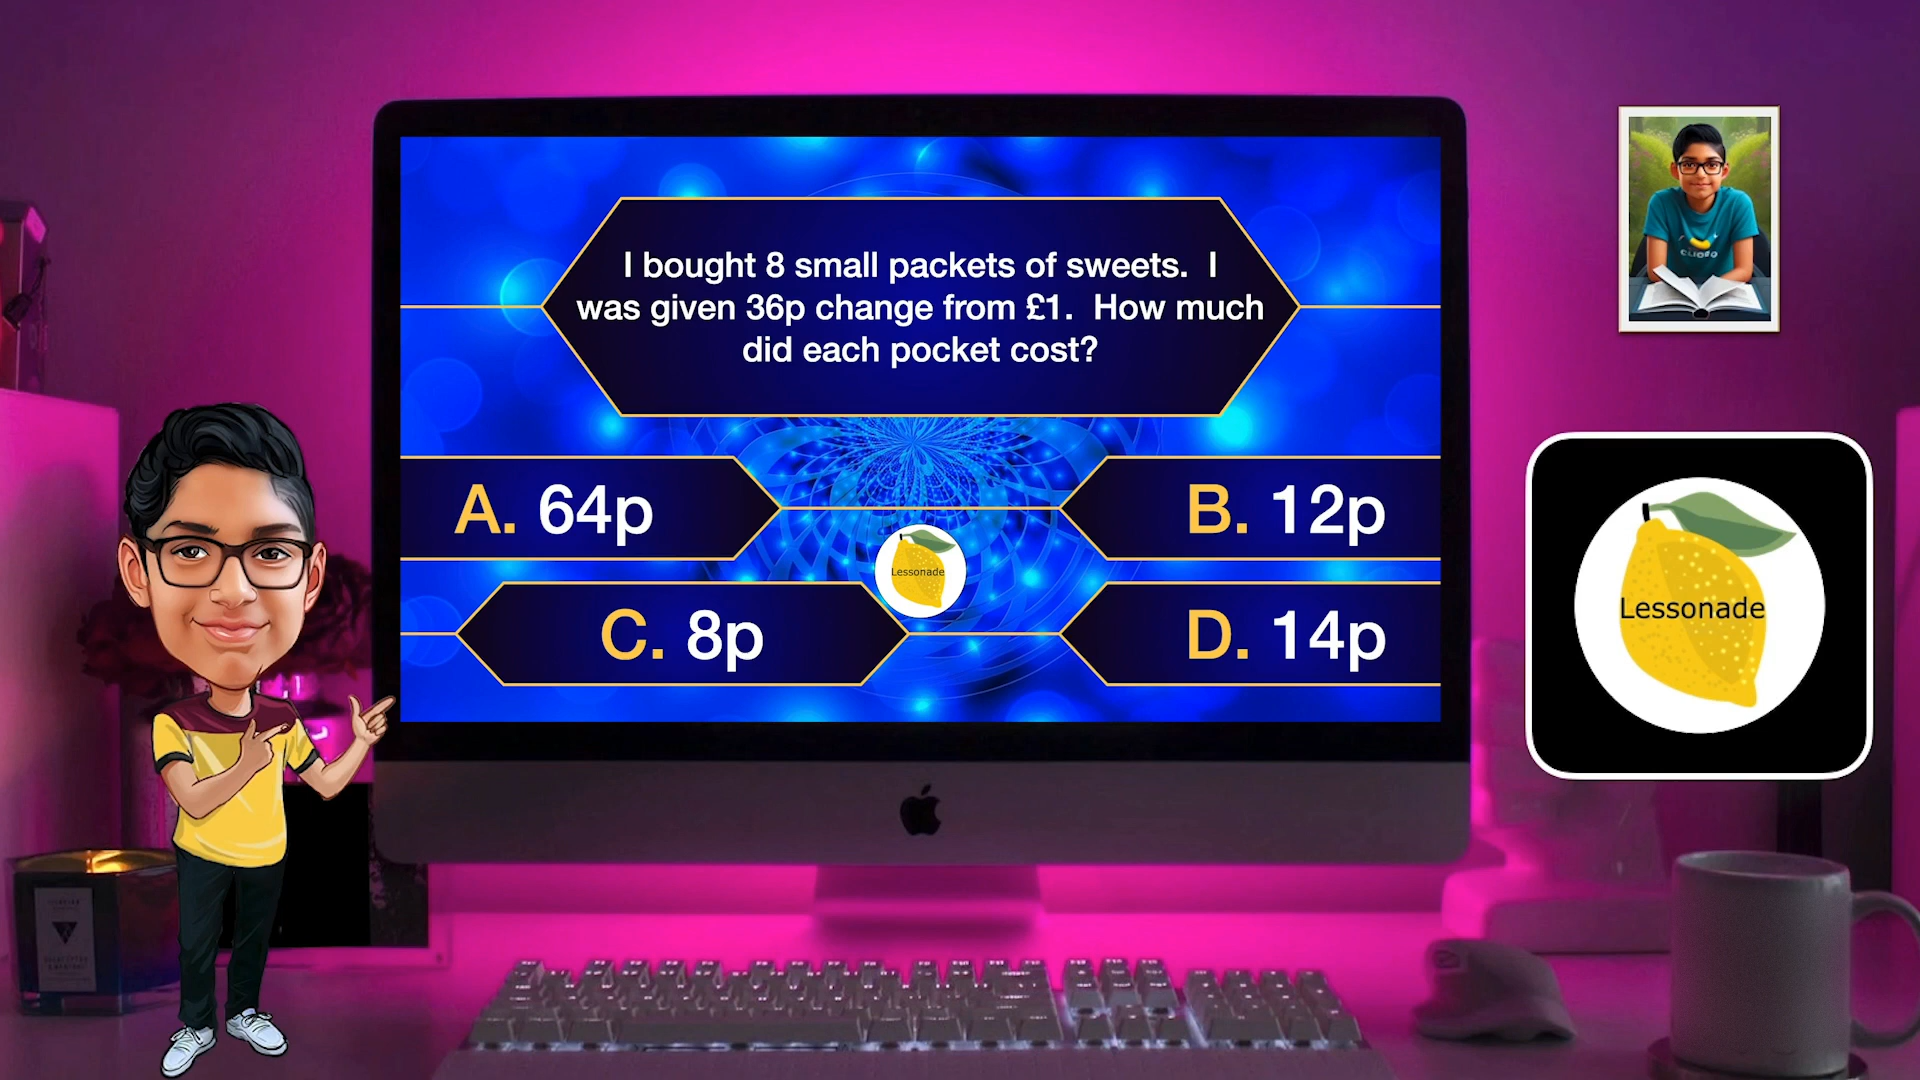 I bought 8 small packets of sweets. I
was given 36p change from £1. How much
did each pocket cost?
A. 64p
B. 12p
C. 8p
D. 14p
Lessonade
Lessonade